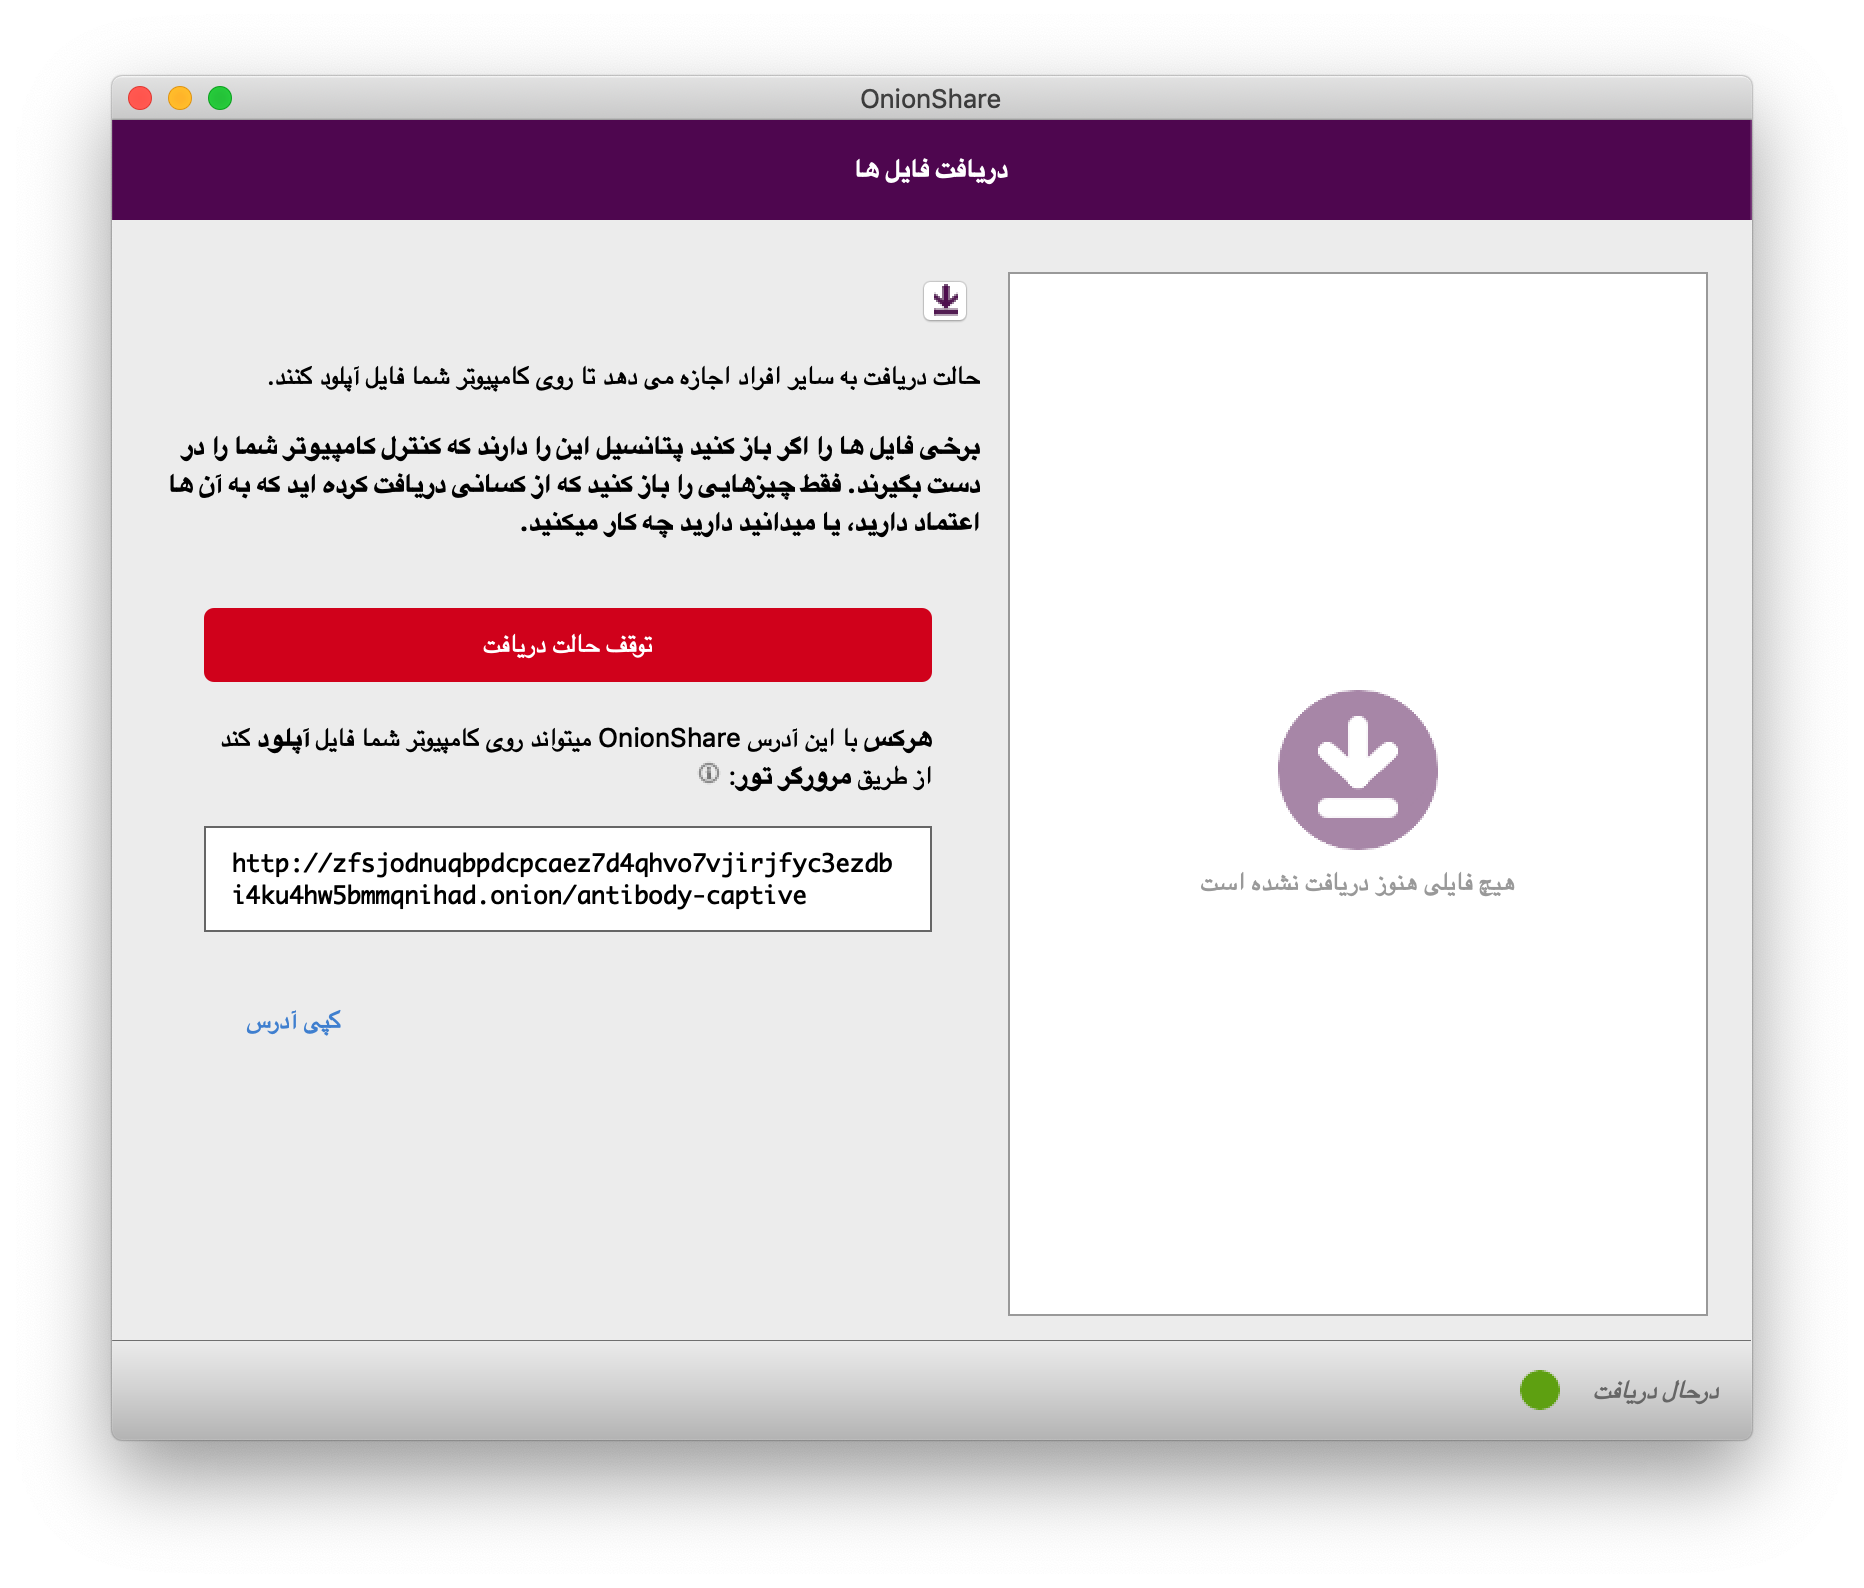 OnionShare
دریافت فایل ها
حالت دریافت به سایر افراد اجازه می دهد تا روی کامپیوتر شما فایل آپلود کنند.
برخی فایل ها را اگر باز کنید پتانسیل این را دارند که کنترل کامپیوتر شما را در
دست بگیرند. فقط چیزهایی را باز کنید که از کسانی دریافت کرده اید که به آن ها
اعتماد دارید، یا میدانید دارید چه کار میکنید.
توقف حالت دریافت
هرکس با این آدرس OnionShare میتواند روی کامپیوتر شما فایل آپلود کند
از طریق مرورگر تور:
http://zfsjodnuqbpdcpcaez7d4qhvo7vjirjfyc3ezdb
i4ku4hw5bmmqnihad.onion/antibody-captive
کپی آدرس
هیچ فایلی هنوز دریافت نشده است
درحال دریافت